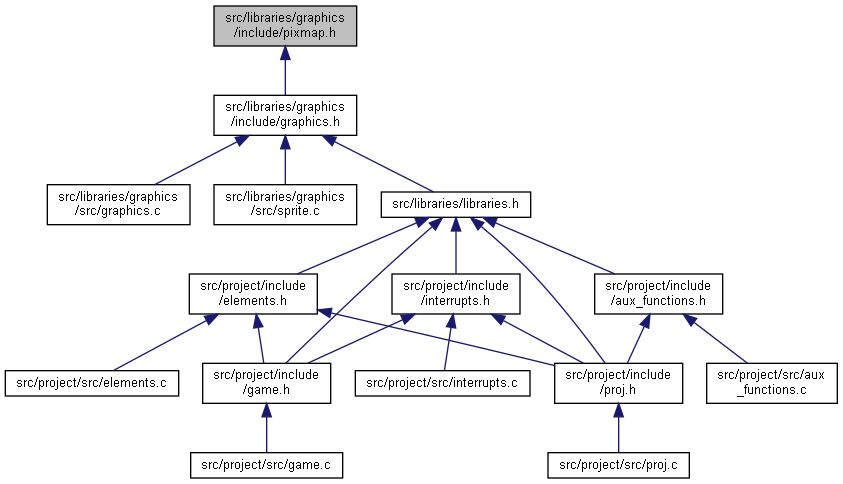 src/libraries/graphics
/include/pixmap.h
src/libraries/graphics
/include/graphics.h
src/libraries/graphics
/src/graphics.c
src/libraries/graphics
/src/sprite.c
src/libraries/libraries.h
src/project/include
/elements.h
src/project/include
/interrupts.h
src/project/include
/aux_functions.h
src/project/src/elements.c
src/project/include
/game.h
src/project/src/interrupts.c
src/project/include
/proj.h
src/project/src/aux
_functions.c
src/project/src/game.c
src/project/src/proj.c